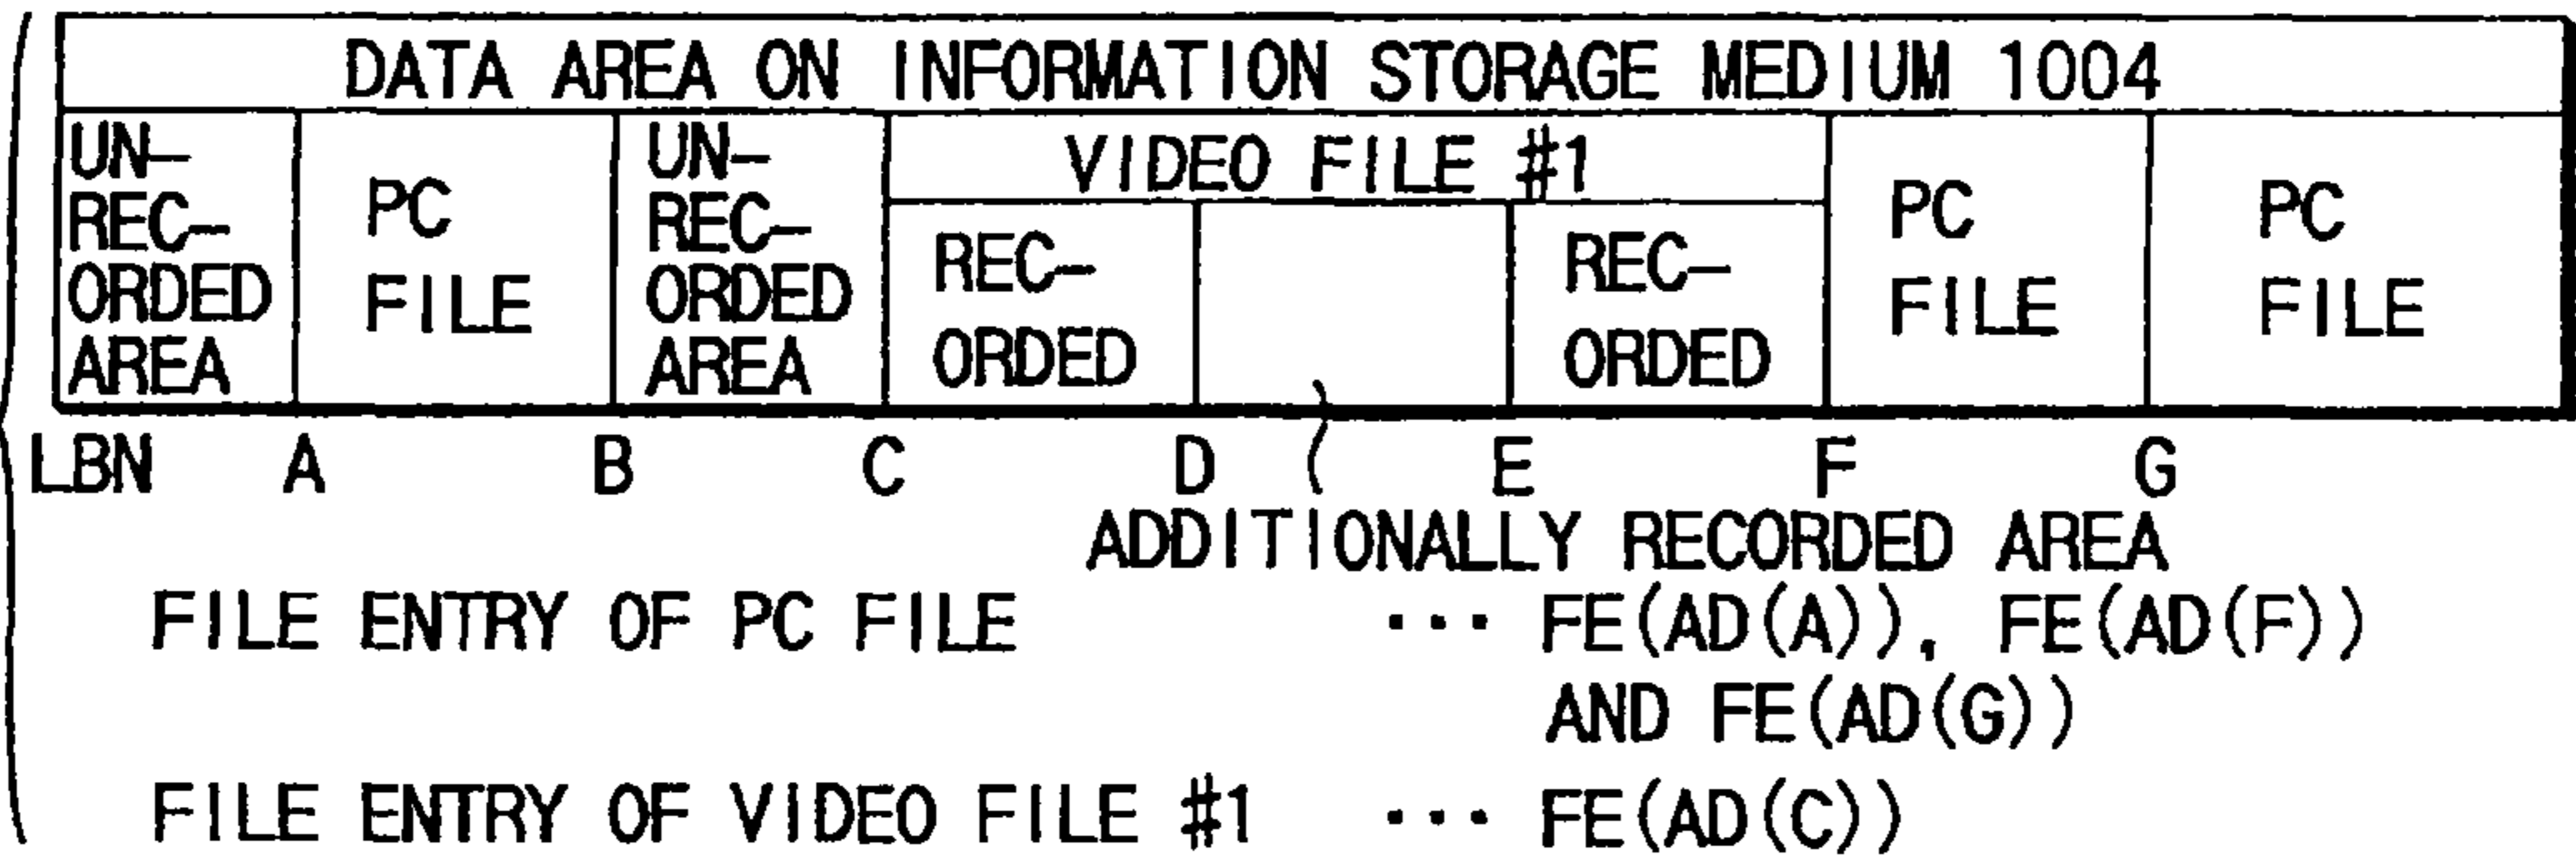 DATA AREA ON INFORMATION STORAGE MEDIUM 1004
UN-
REC-
ORDED
AREA
PC
FILE
UN-
REC-
ORDED
AREA
VIDEO FILE #1
REC-
ORDED
REC-
ORDED
PC
FILE
PC
FILE
LBN A B C D E F G
ADDITIONALLY RECORDED AREA
FILE ENTRY OF PC FILE ··· FE(AD(A)), FE(AD(F))
AND FE(AD(G))
FILE ENTRY OF VIDEO FILE #1 ··· FE(AD(C))